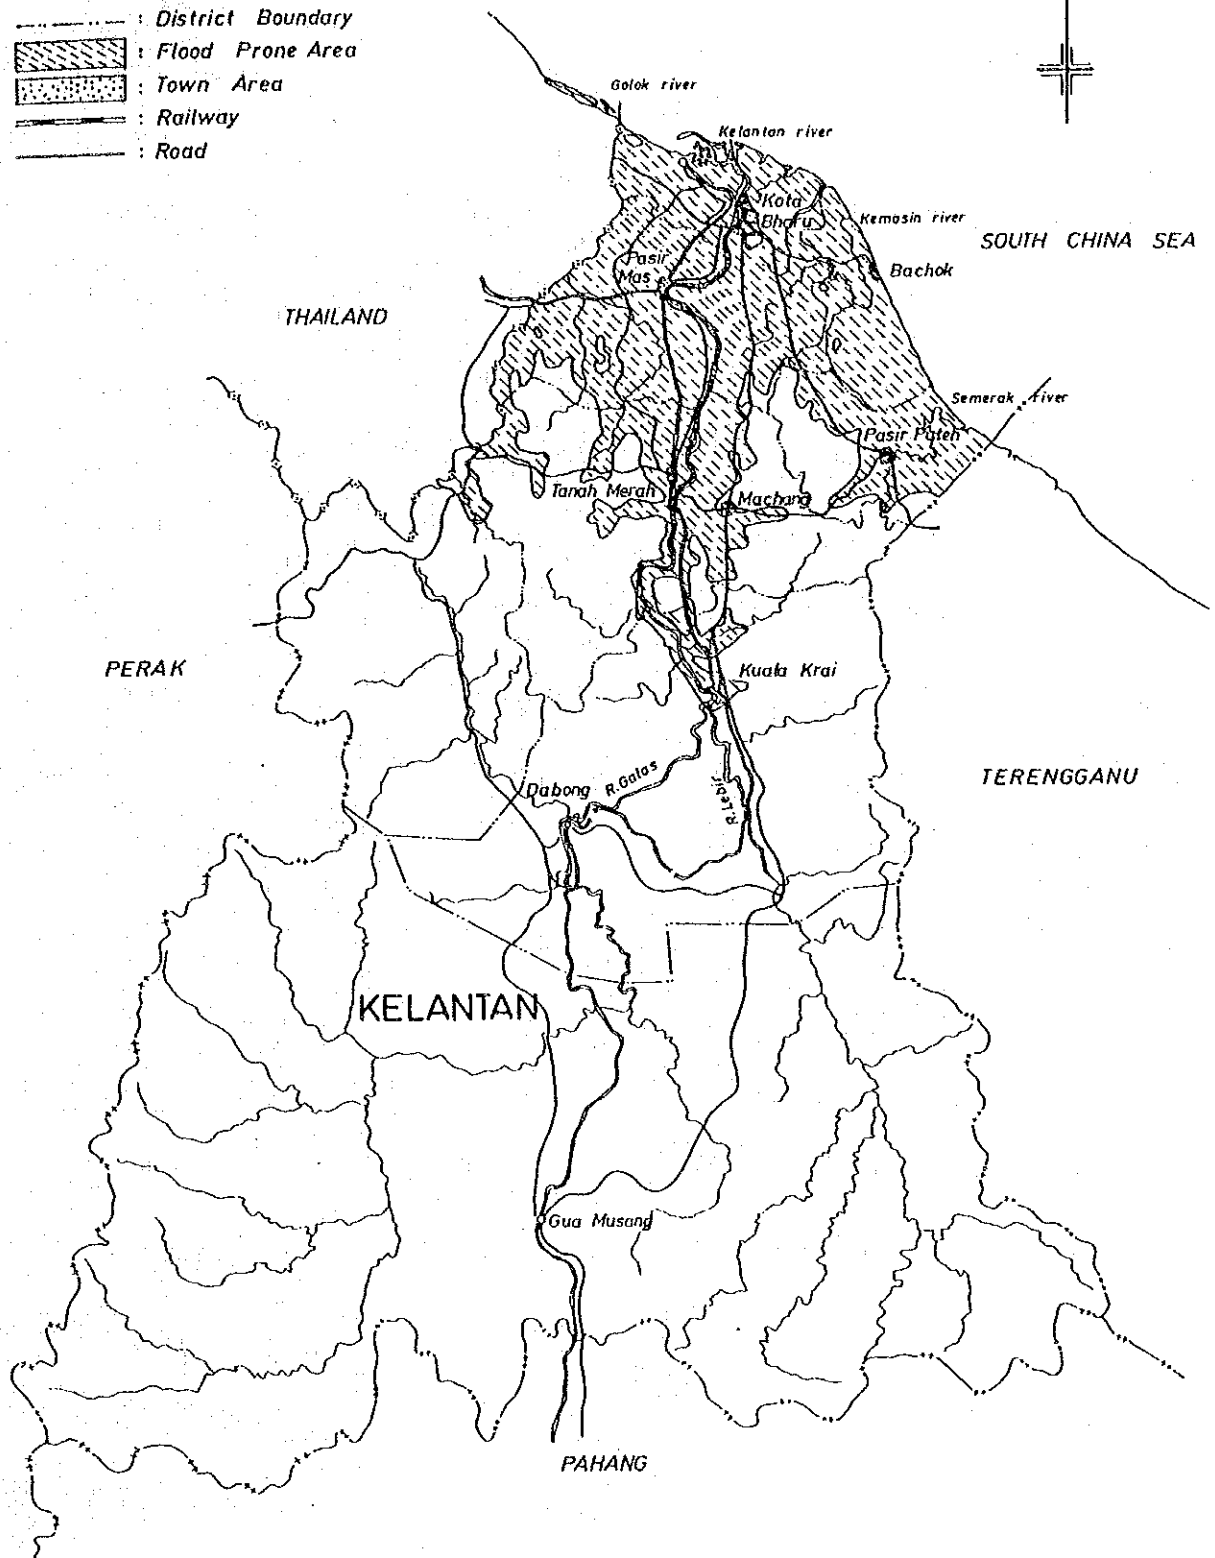 : District Boundary
: Flood Prone Area
: Town Area
: Railway
: Road
Golok river
Kelantan river
Kota
Bharu
Kemasin river
SOUTH CHINA SEA
Pasir
Mas
Bachok
THAILAND
Semerak river
Pasir Puteh
Tanah Merah
Machang
PERAK
Kuala Krai
TERENGGANU
Dabong
R.Galas
R.Lebir
KELANTAN
Gua Musang
PAHANG